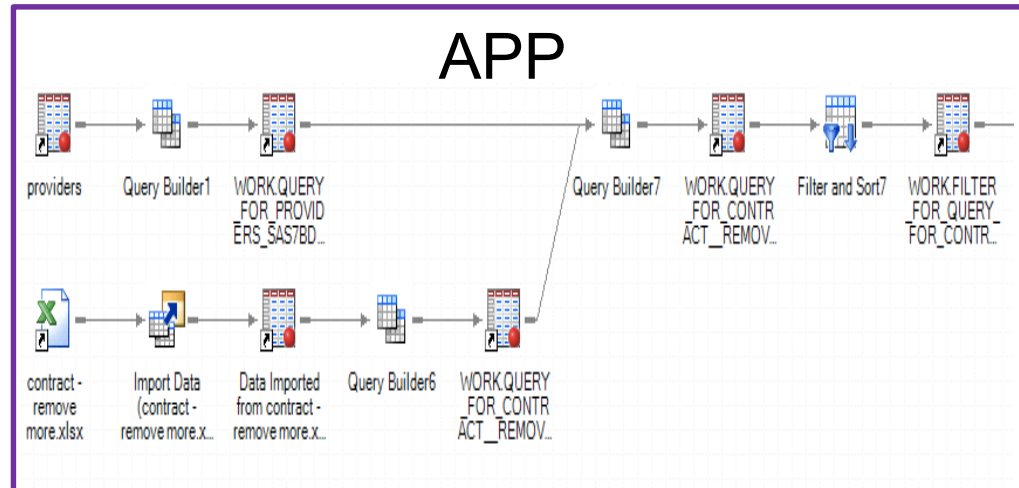 APP
providers
Query Builder1
WORK.QUERY
_FOR_PROVID
ERS_SAS7BD...
Query Builder7
WORK.QUERY
_FOR_CONTR
ACT__REMOV...
Filter and Sort7
WORK.FILTER
_FOR_QUERY_
FOR_CONTR...
contract -
remove
more.xlsx
Import Data
(contract -
remove more.x...
Data Imported
from contract -
remove more.x...
Query Builder6
WORK.QUERY
_FOR_CONTR
ACT__REMOV...